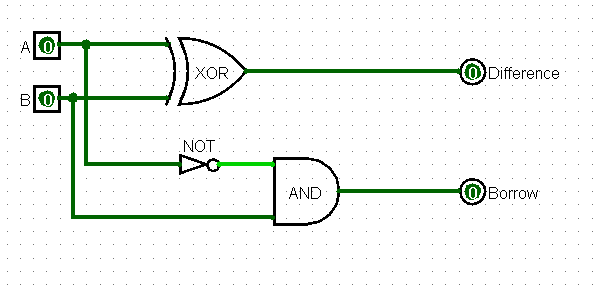 A 0
XOR
0 Difference
B 0
NOT
AND
0 Borrow